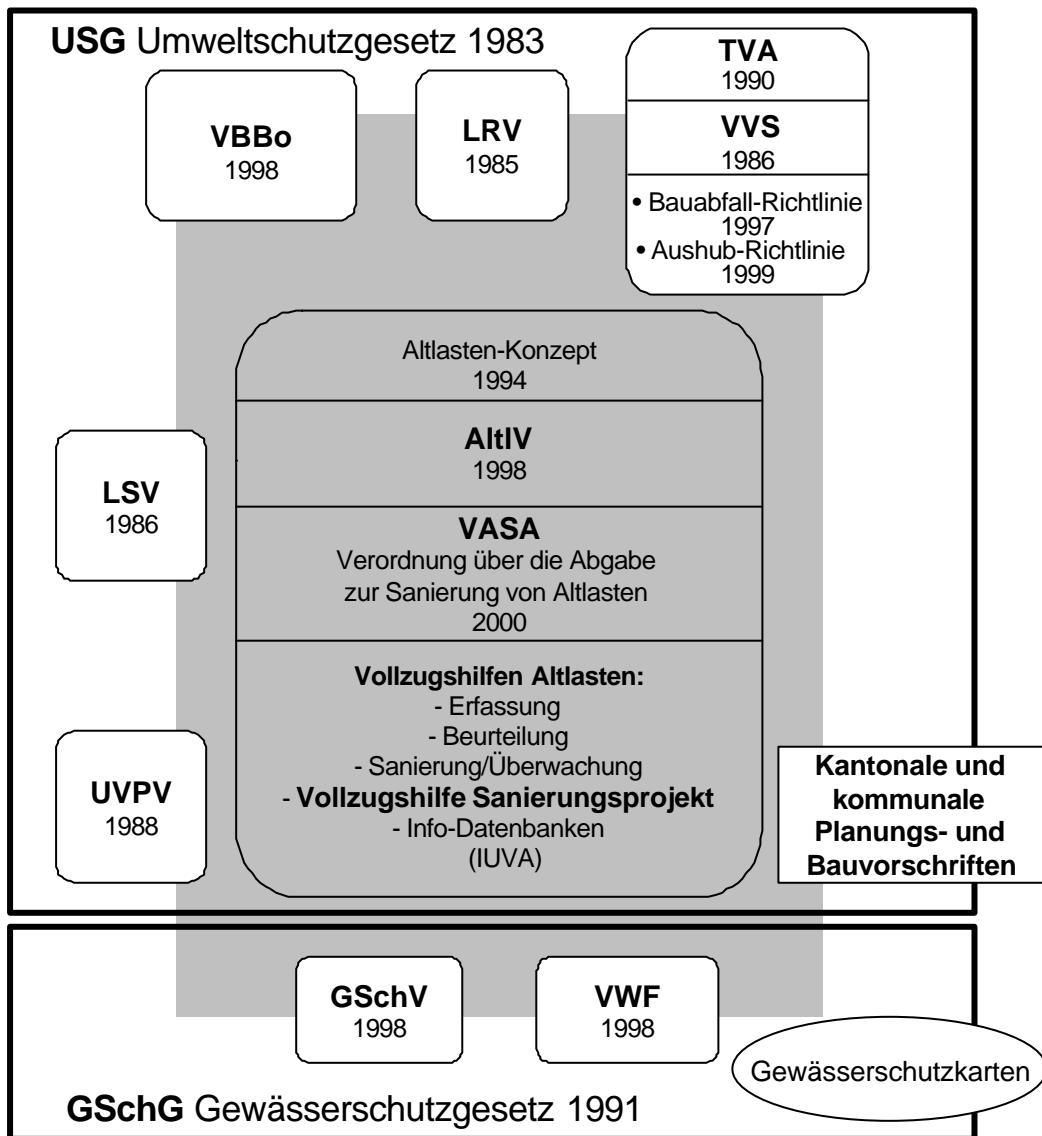 USG Umweltschutzgesetz 1983
VBBo
1998
LRV
1985
TVA
1990
VVS
1986
• Bauabfall-Richtlinie
1997
• Aushub-Richtlinie
1999
Altlasten-Konzept
1994
AltlV
1998
LSV
1986
VASA
Verordnung über die Abgabe
zur Sanierung von Altlasten
2000
Vollzugshilfen Altlasten:
- Erfassung
- Beurteilung
- Sanierung/Überwachung
- Vollzugshilfe Sanierungsprojekt
- Info-Datenbanken
(IUVA)
UVPV
1988
Kantonale und
kommunale
Planungs- und
Bauvorschriften
GSchV
1998
VWF
1998
Gewässerschutzkarten
GSchG Gewässerschutzgesetz 1991